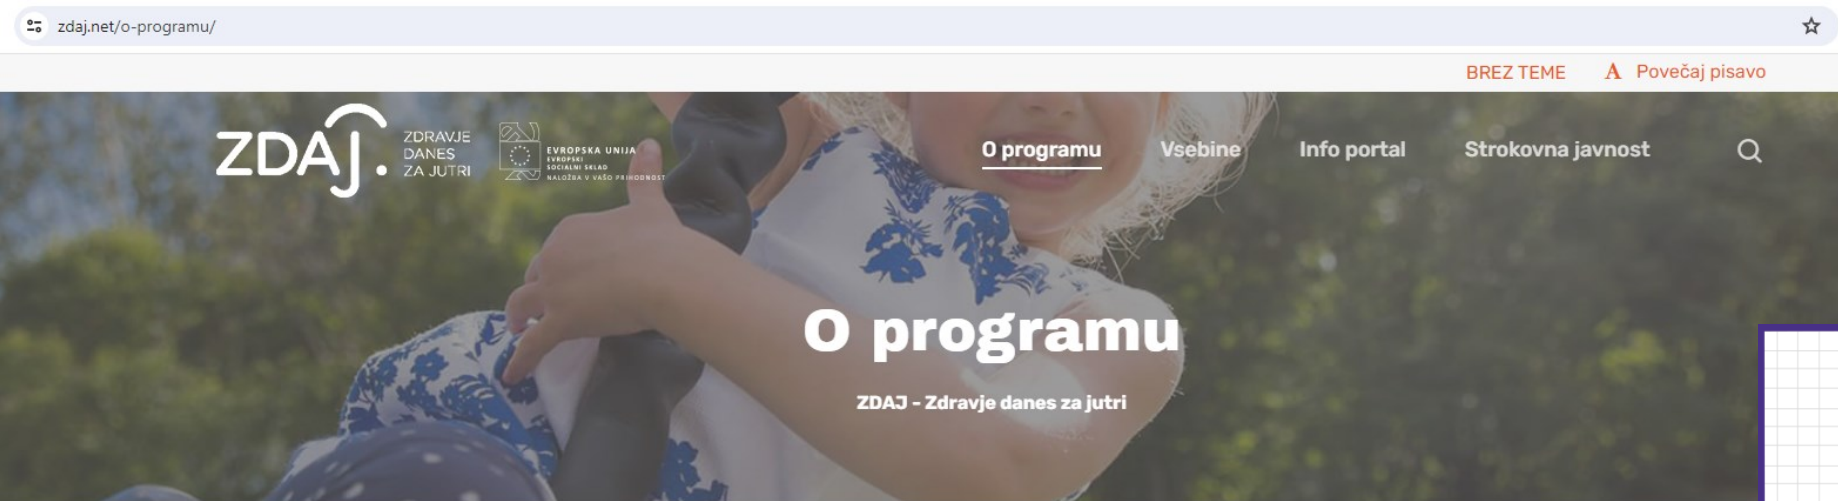 zdaj.net/o-programu/
BREZ TEME A Povečaj pisavo
ZDAJ.
ZDRAVJE
DANES
ZA JUTRI
EVROPSKA UNIJA
EVROPSKI
SOCIALNI SKLAD
NALOŽBA V VAŠO PRIHODNOST
O programu Vsebine Info portal Strokovna javnost
O programu
ZDAJ - Zdravje danes za jutri